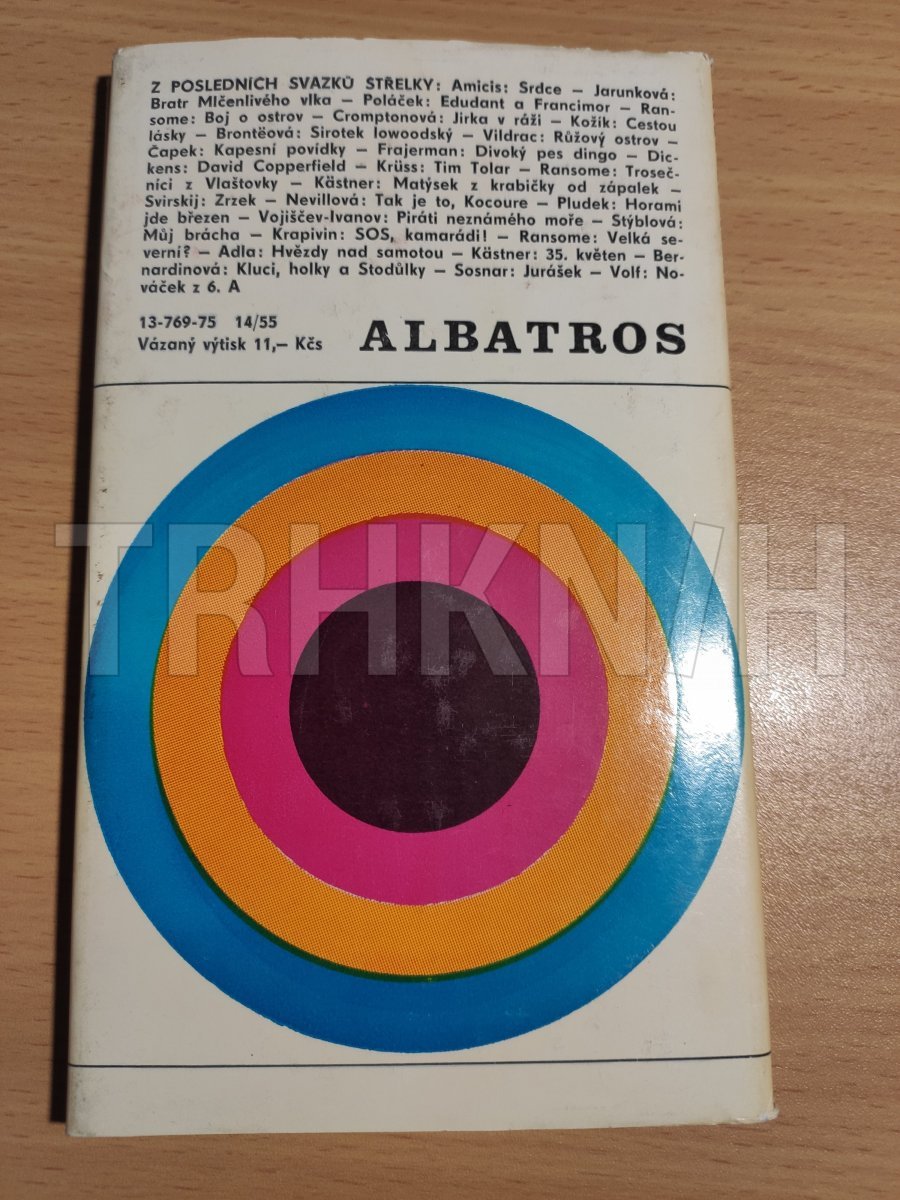 Z POSLEDNÍCH SVAZKŮ STŘELKY: Amicis: Srdce – Jarunková:
Bratr Mlčenlivého vlka – Poláček: Edudant a Francimor – Ran-
some: Boj o ostrov – Cromptonová: Jirka v ráži – Kožík: Cestou
lásky – Brontëová: Sirotek lowoodský – Vildrac: Růžový ostrov –
Čapek: Kapesní povídky – Frajerman: Divoký pes dingo – Dic-
kens: David Copperfield – Krüss: Tim Tolar – Ransome: Troseč-
níci z Vlaštovky – Kästner: Matýsek z krabičky od zápalek –
Svirskij: Zrzek – Nevillová: Tak je to, Kocoure – Pludek: Horami
jde březen – Vojiščev-Ivanov: Piráti neznámého moře – Stýblová:
Můj brácha – Krapivin: SOS, kamarádi! – Ransome: Velká se-
verní? – Adla: Hvězdy nad samotou – Kästner: 35. květen – Ber-
nardinová: Kluci, holky a Stodůlky – Sosnar: Jurášek – Volf: No-
váček z 6. A
13-769-75 14/55
Vázaný výtisk 11,– Kčs
ALBATROS
TRHKNI/H